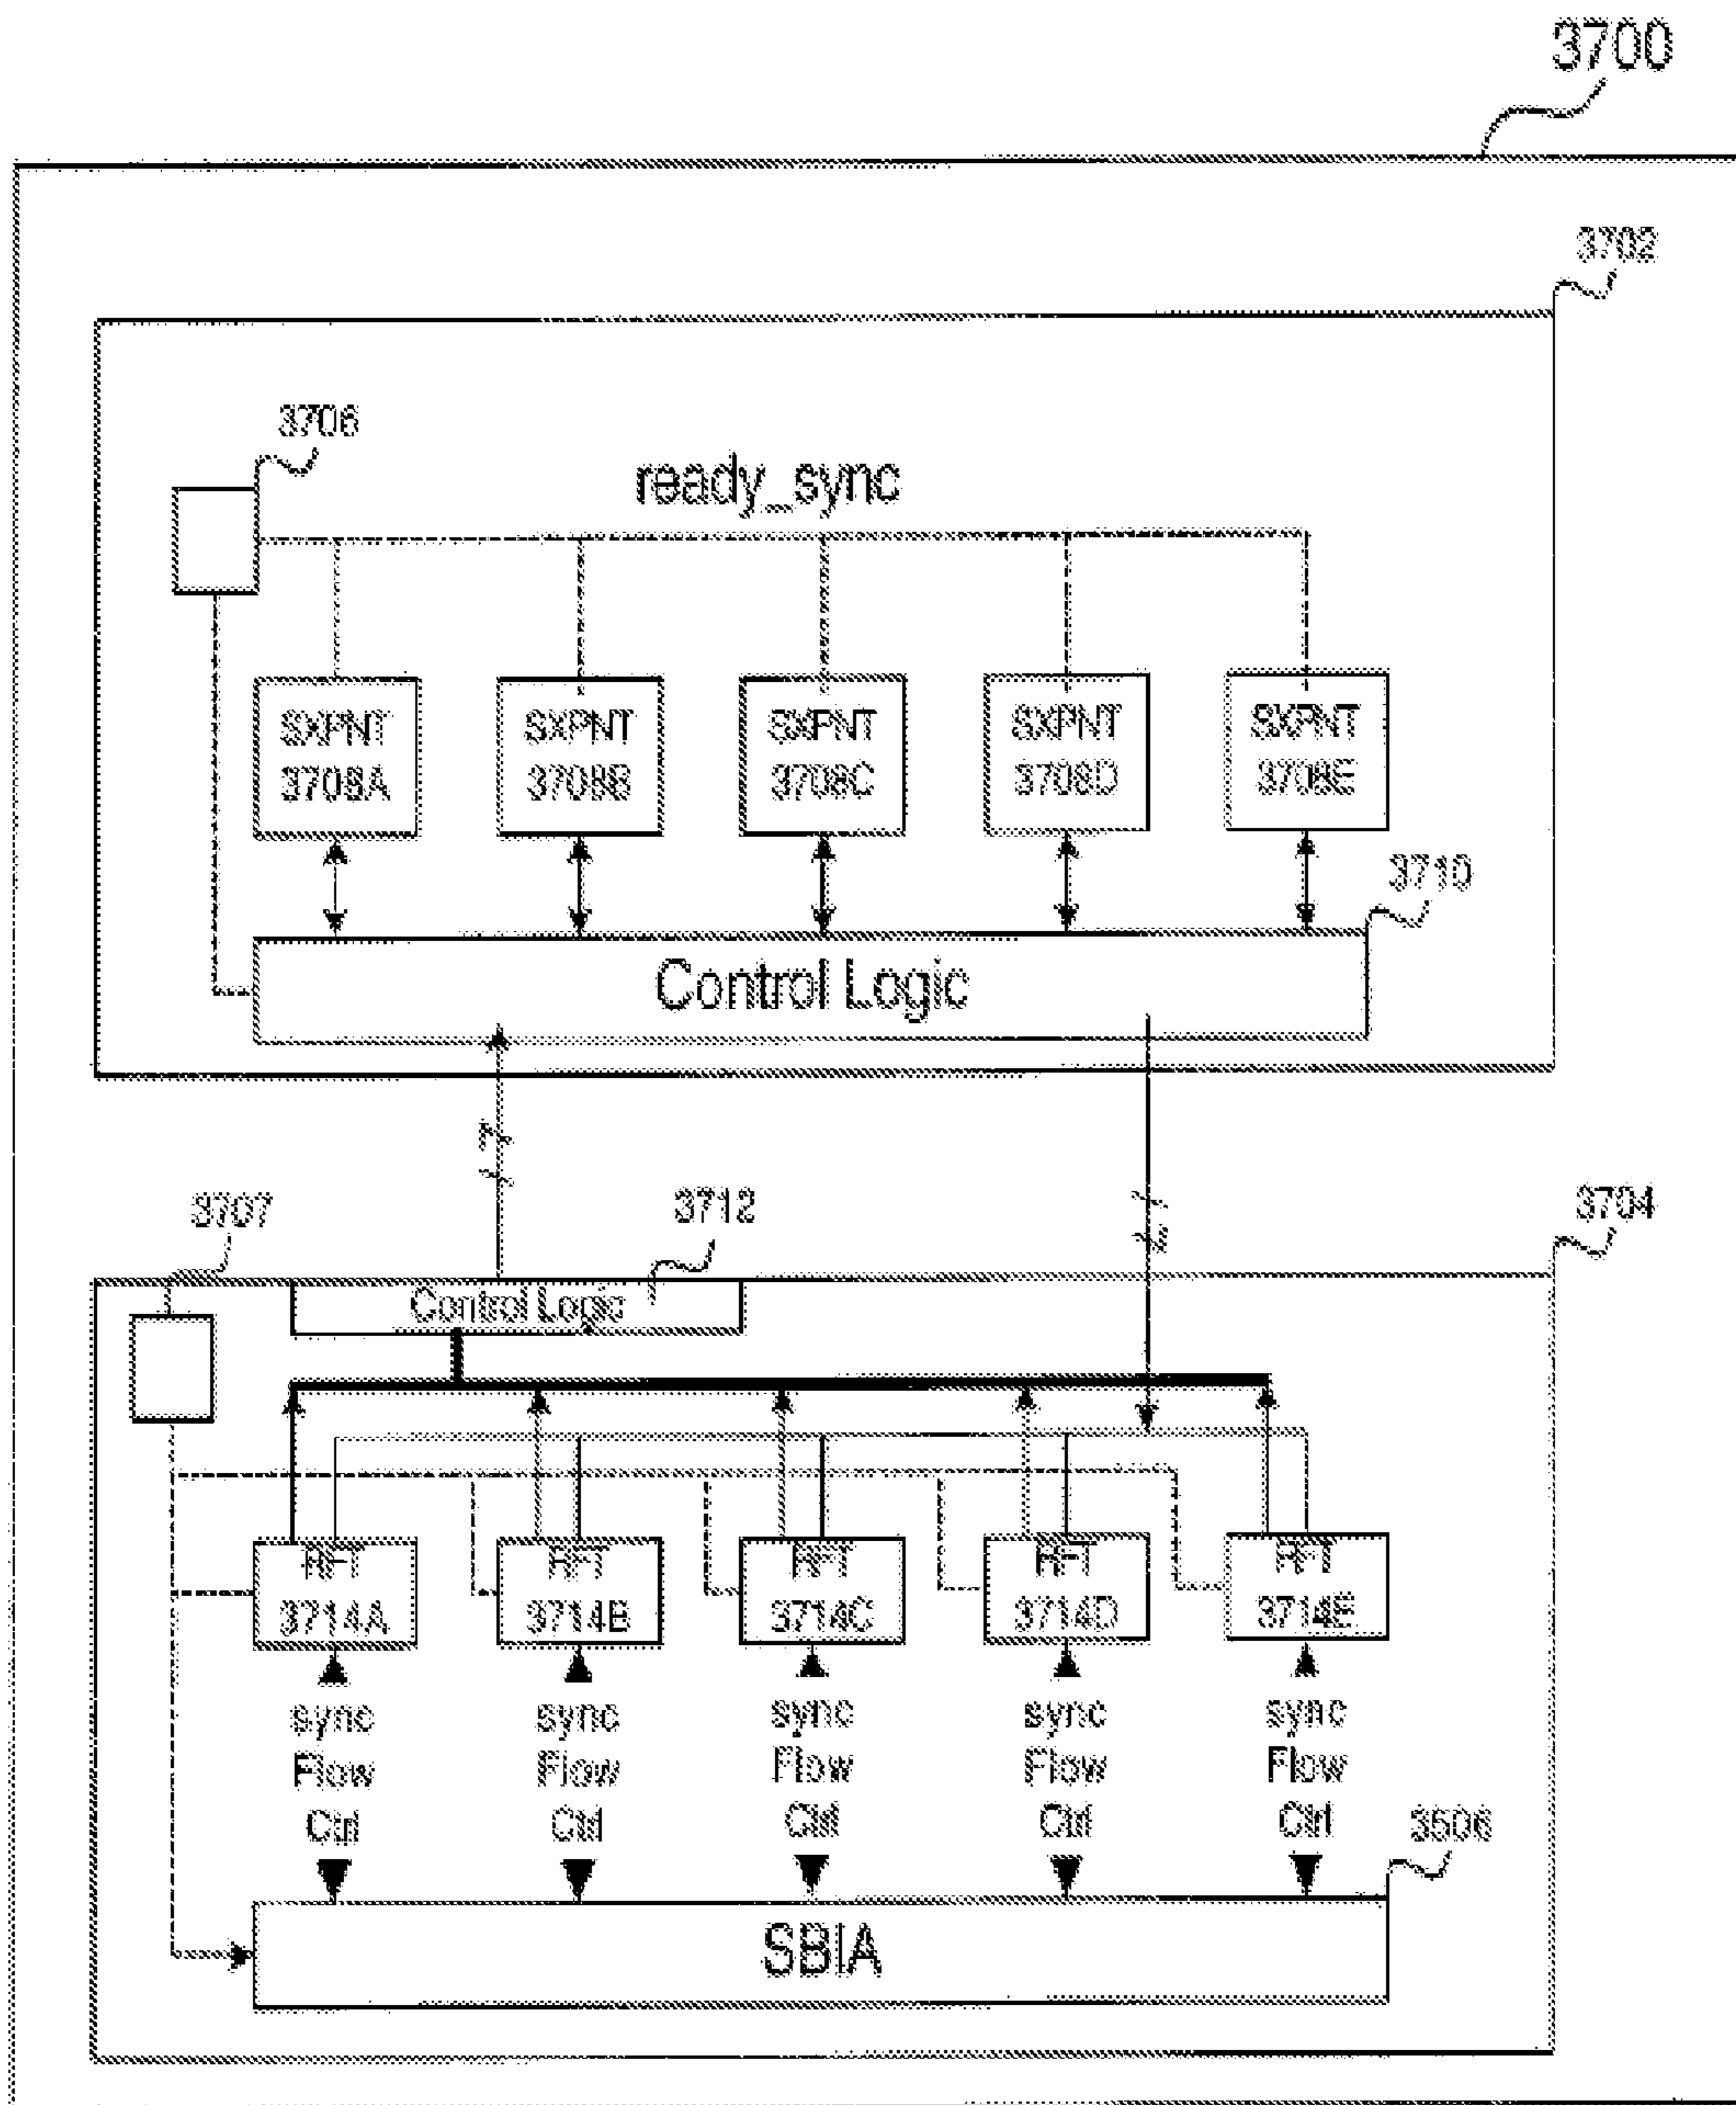 3700
3702
3706
ready_sync
SXPNT 3708A
SXPNT 3708B
SXPNT 3708C
SXPNT 3708D
SXPNT 3708E
3710
Control Logic
3707
3712
3704
Control Logic
RFT 3714A
RFT 3714B
RFT 3714C
RFT 3714D
RFT 3714E
sync Flow Ctrl
sync Flow Ctrl
sync Flow Ctrl
sync Flow Ctrl
sync Flow Ctrl
3506
SBIA